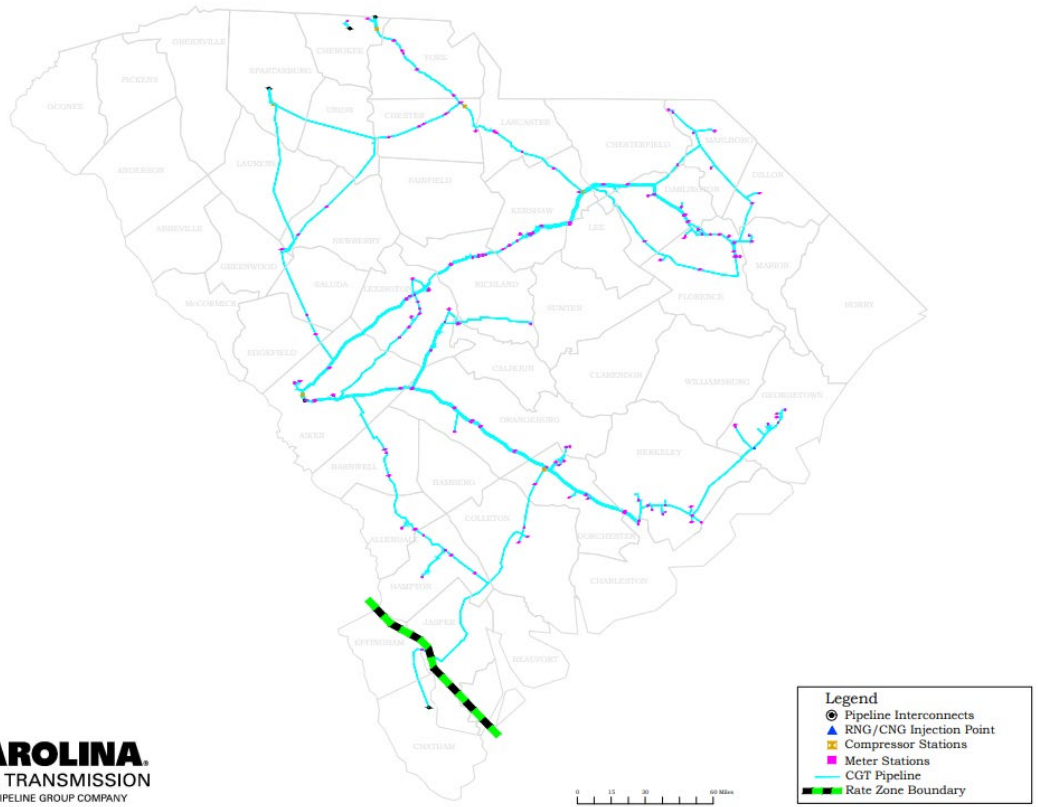 GREENVILLE
CHEROKEE
YORK
SPARTANBURG
PICKENS
OCONEE
UNION
CHESTER
LANCASTER
CHESTERFIELD
MARLBORO
ANDERSON
LAURENS
FAIRFIELD
DILLON
DARLINGTON
KERSHAW
LEE
ABBEVILLE
NEWBERRY
GREENWOOD
MARION
SALUDA
LEXINGTON
RICHLAND
FLORENCE
McCORMICK
SUMTER
HORRY
EDGEFIELD
CALHOUN
CLARENDON
WILLIAMSBURG
GEORGETOWN
ORANGEBURG
AIKEN
BARNWELL
BERKELEY
BAMBERG
COLLETON
ALLENDALE
DORCHESTER
HAMPTON
CHARLESTON
JASPER
EFFINGHAM
BEAUFORT
CHATHAM
Legend
Pipeline Interconnects
RNG/CNG Injection Point
Compressor Stations
Meter Stations
CGT Pipeline
Rate Zone Boundary
0 15 30 60 Miles
AROLINA®
TRANSMISSION
PIPELINE GROUP COMPANY